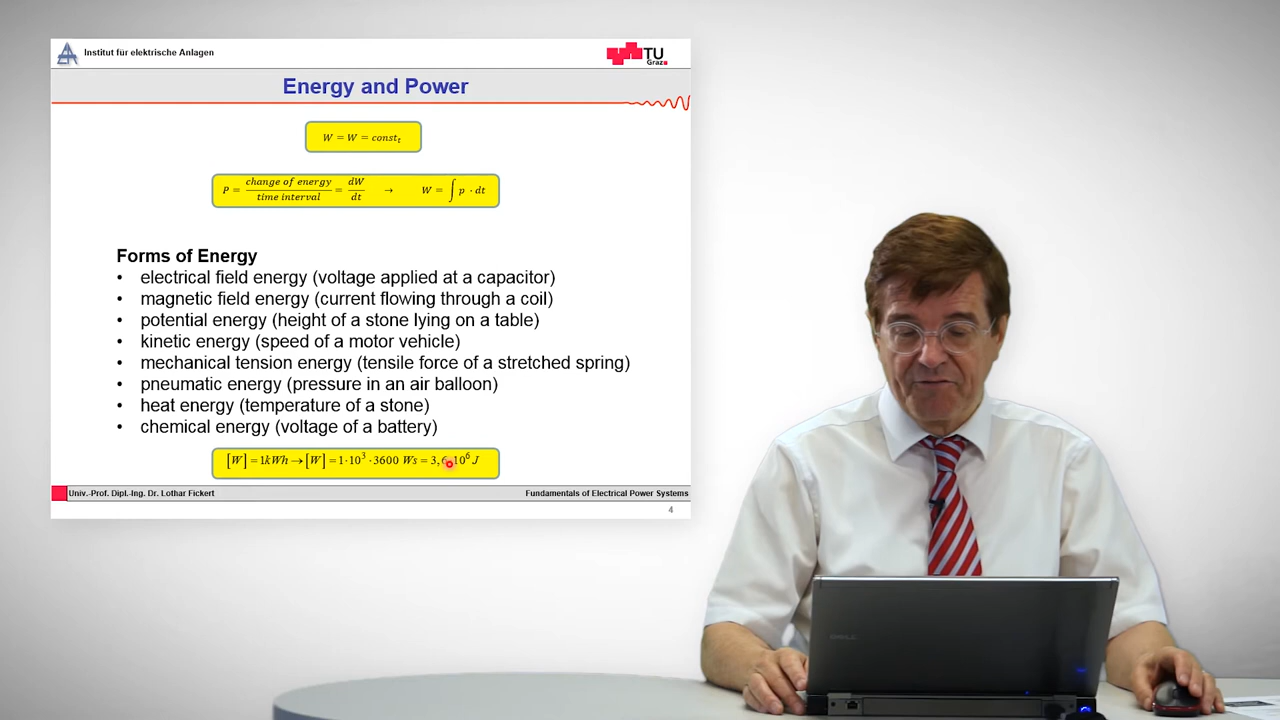 Institut für elektrische Anlagen
TU
Graz
Energy and Power
W = W = const_t
P = change of energy / time interval = dW / dt → W = ∫ p · dt
Forms of Energy
• electrical field energy (voltage applied at a capacitor)
• magnetic field energy (current flowing through a coil)
• potential energy (height of a stone lying on a table)
• kinetic energy (speed of a motor vehicle)
• mechanical tension energy (tensile force of a stretched spring)
• pneumatic energy (pressure in an air balloon)
• heat energy (temperature of a stone)
• chemical energy (voltage of a battery)
[W] = 1kWh → [W] = 1·10³·3600 Ws = 3,6·10⁶ J
Univ.-Prof. Dipl.-Ing. Dr. Lothar Fickert
Fundamentals of Electrical Power Systems
4
DELL